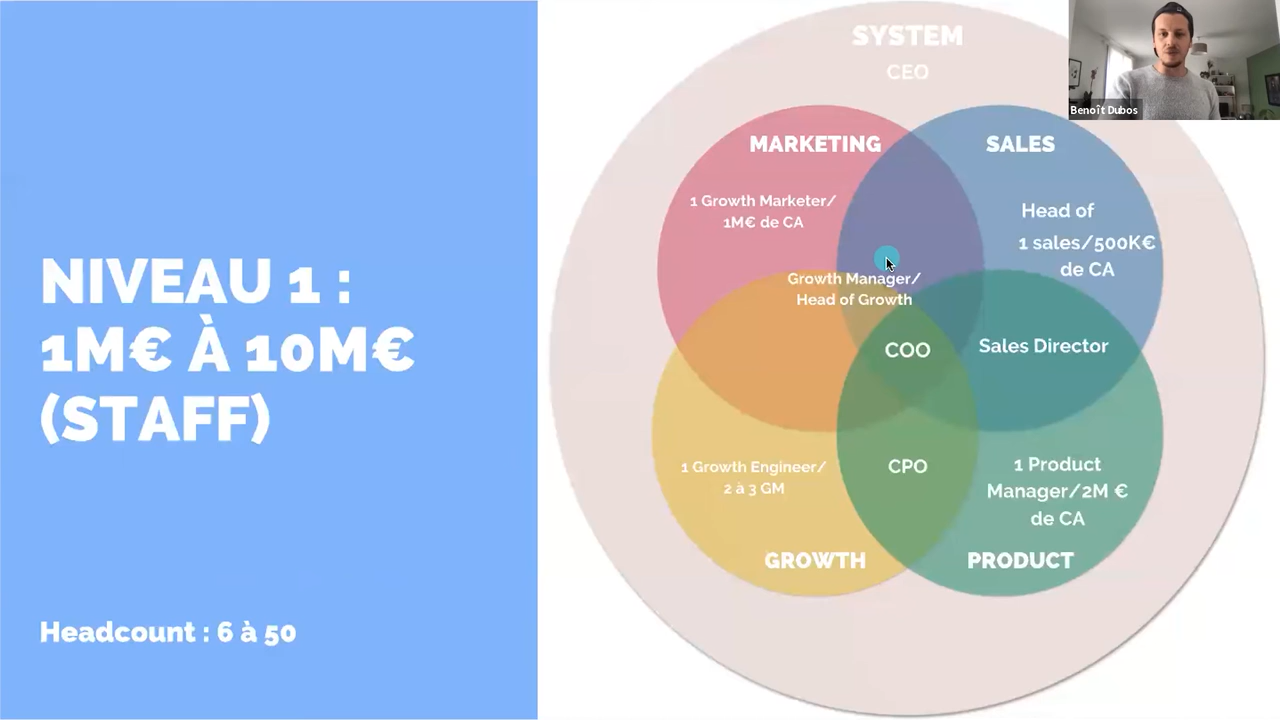 NIVEAU 1 :
1M€ À 10M€
(STAFF)
Headcount : 6 à 50
SYSTEM
CEO
MARKETING
SALES
1 Growth Marketer/
1M€ de CA
Head of
1 sales/500K€
de CA
Growth Manager/
Head of Growth
COO
Sales Director
1 Growth Engineer/
2 à 3 GM
CPO
1 Product
Manager/2M €
de CA
GROWTH
PRODUCT
Benoît Dubos